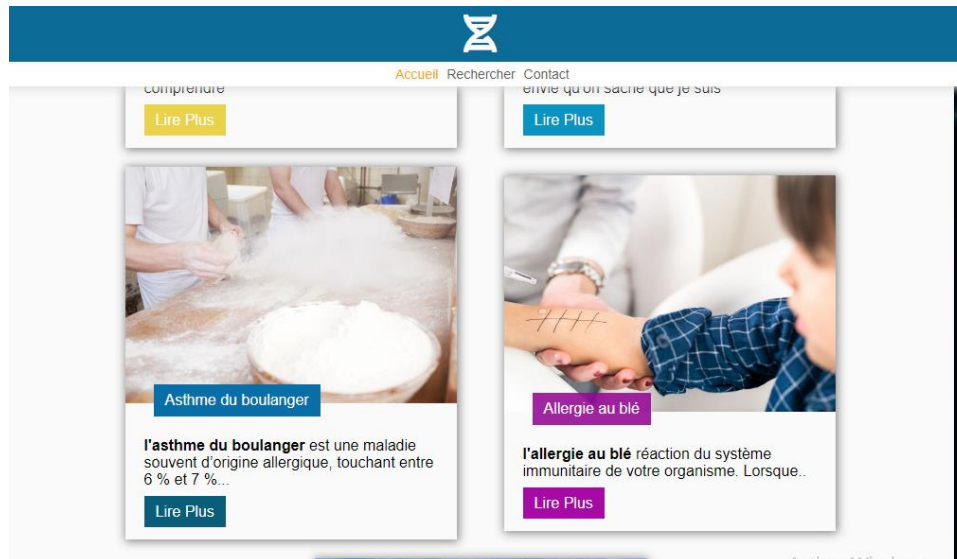 Accueil Rechercher Contact
comprendre
Lire Plus
envie qu'on sache que je suis
Lire Plus
Asthme du boulanger
l'asthme du boulanger est une maladie
souvent d'origine allergique, touchant entre
6 % et 7 %...
Lire Plus
Allergie au blé
l'allergie au blé réaction du système
immunitaire de votre organisme. Lorsque..
Lire Plus